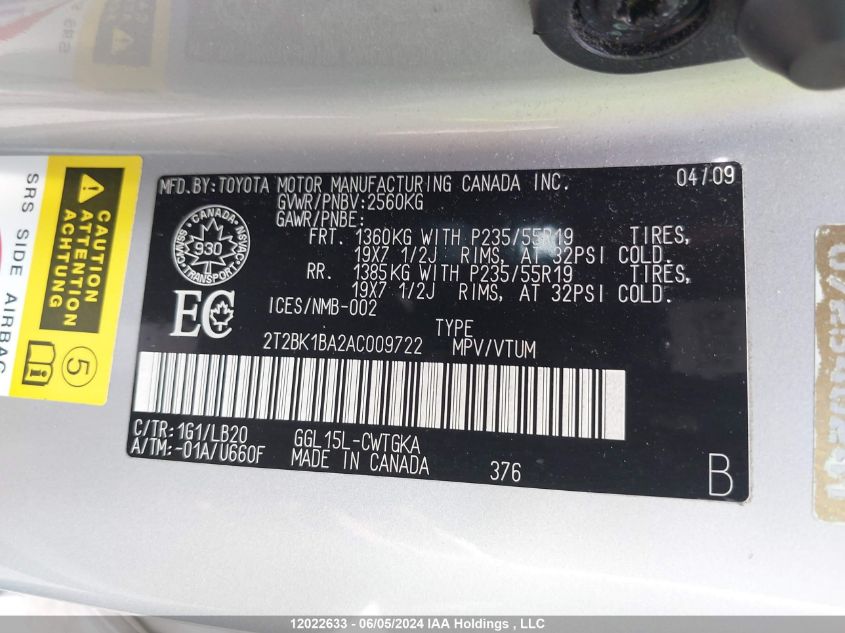 MFD.BY:TOYOTA MOTOR MANUFACTURING CANADA INC. 04/09
GVWR/PNBV:2560KG
GAWR/PNBE:
FRT. 1360KG WITH P235/55R19 TIRES,
19X7 1/2J RIMS, AT 32PSI COLD.
RR. 1385KG WITH P235/55R19 TIRES,
19X7 1/2J RIMS, AT 32PSI COLD.
CANADA
930
TRANSPORT
EC
ICES/NMB-002
TYPE
2T2BK1BA2AC009722 MPV/VTUM
C/TR:1G1/LB20 GGL15L-CWTGKA
A/TM:-01A/U660F MADE IN CANADA 376 B
SRS SIDE AIRBAG
CAUTION
ATTENTION
ACHTUNG
5
12022633 - 06/05/2024 IAA Holdings , LLC